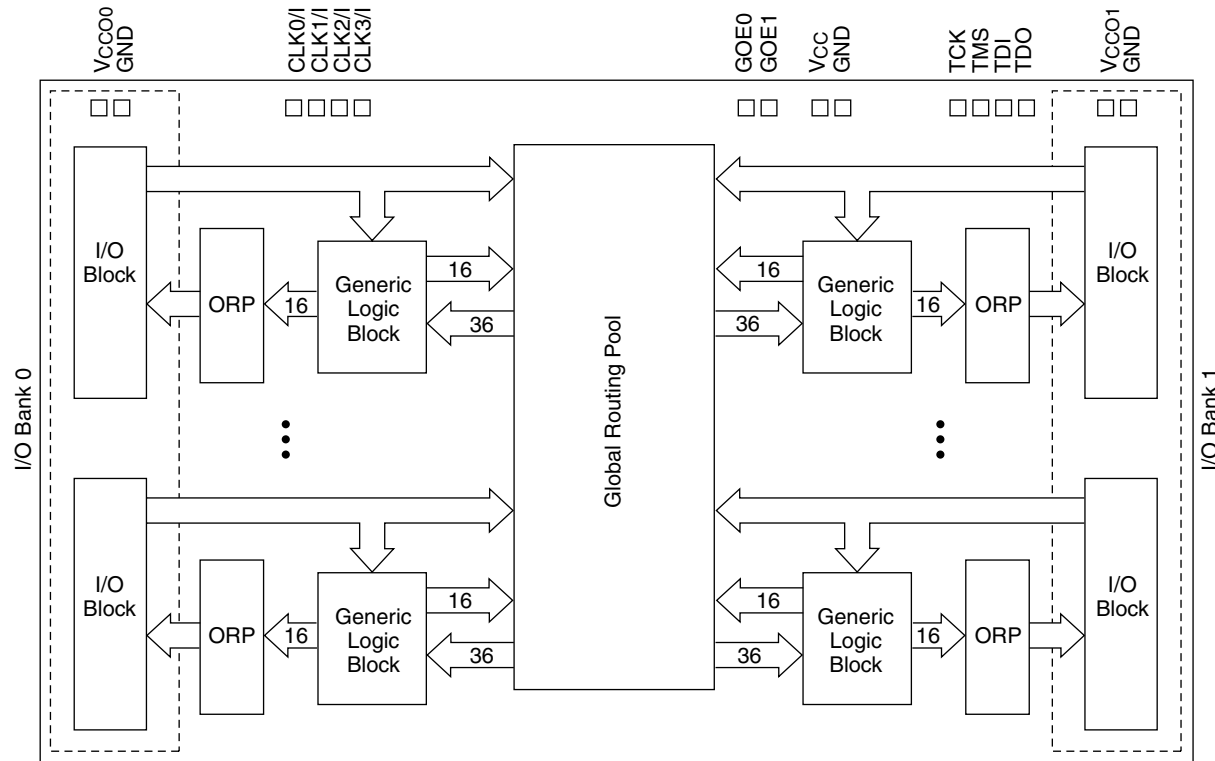 VCCO0
GND
CLK0/I
CLK1/I
CLK2/I
CLK3/I
GOE0
GOE1
VCC
GND
TCK
TMS
TDI
TDO
VCCO1
GND
I/O Bank 0
I/O
Block
ORP
16
Generic
Logic
Block
16
36
Global Routing Pool
16
36
Generic
Logic
Block
16
ORP
I/O
Block
I/O Bank 1
I/O
Block
ORP
16
Generic
Logic
Block
16
36
16
36
Generic
Logic
Block
16
ORP
I/O
Block